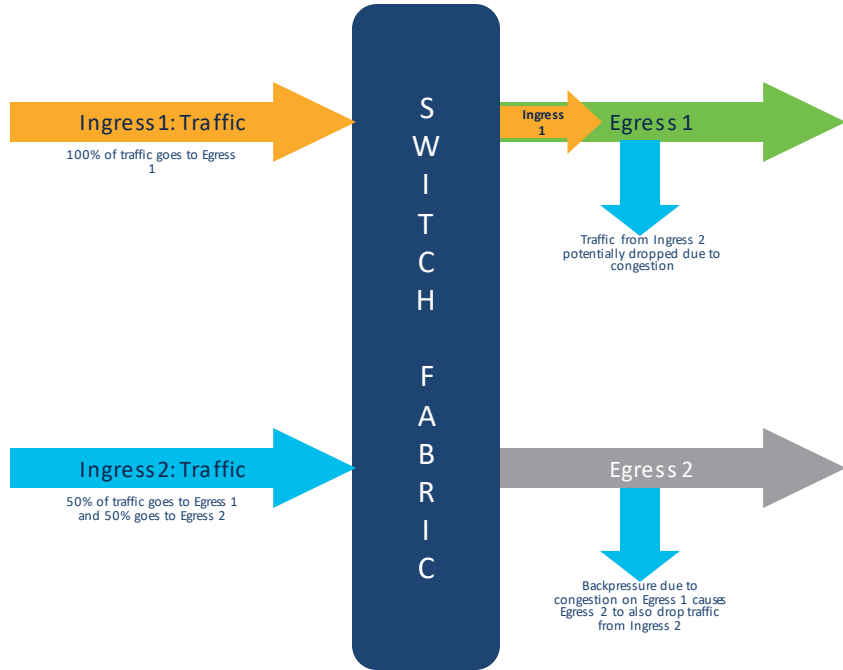 Ingress 1: Traffic
100% of traffic goes to Egress
1
SWITCH FABRIC
Ingress
1
Egress 1
Traffic from Ingress 2
potentially dropped due to
congestion
Ingress 2: Traffic
50% of traffic goes to Egress 1
and 50% goes to Egress 2
Egress 2
Backpressure due to
congestion on Egress 1 causes
Egress 2 to also drop traffic
from Ingress 2